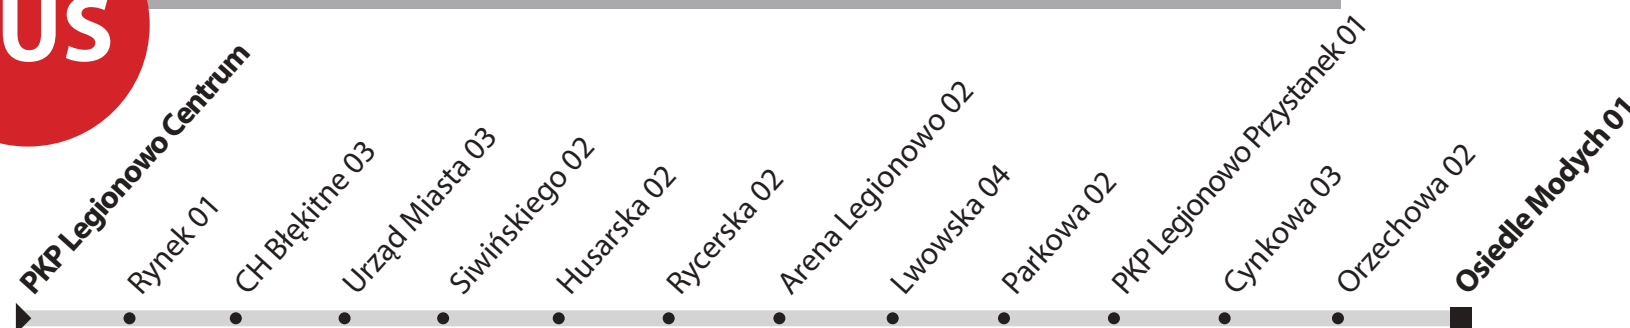 US
PKP Legionowo Centrum
Rynek 01
CH Błękitne 03
Urząd Miasta 03
Siwińskiego 02
Husarska 02
Rycerska 02
Arena Legionowo 02
Lwowska 04
Parkowa 02
PKP Legionowo Przystanek 01
Cynkowa 03
Orzechowa 02
Osiedle Modych 01